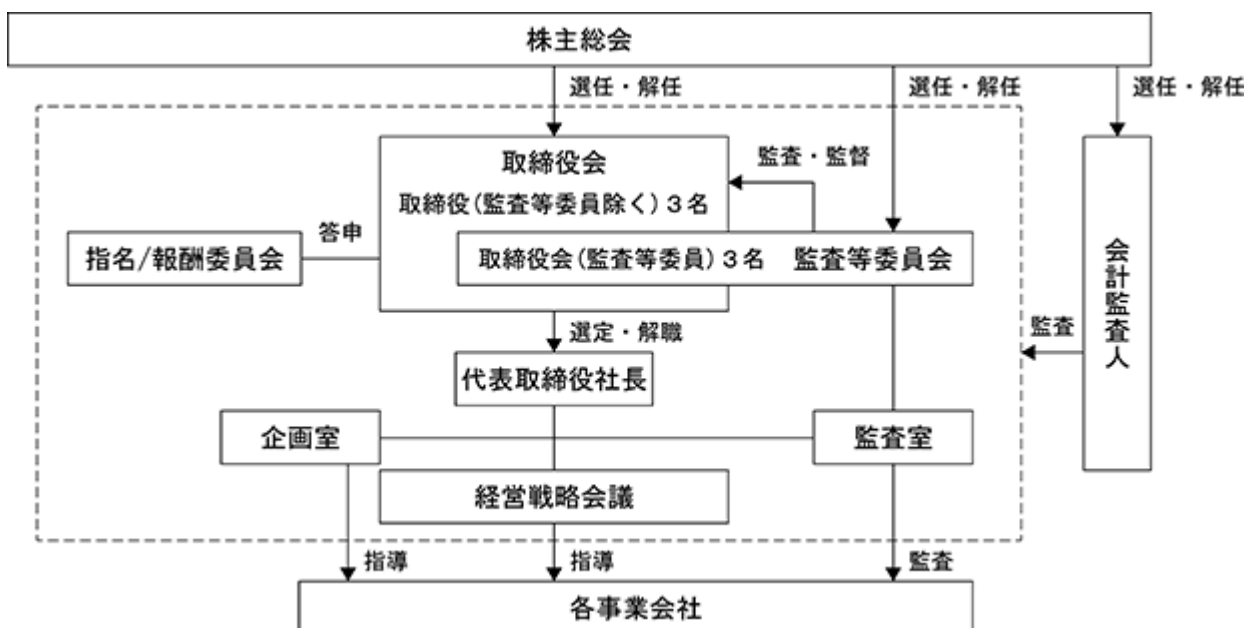 株主総会
選任・解任
選任・解任
選任・解任
取締役会
監査・監督
取締役(監査等委員除く)3名
答申
指名/報酬委員会
取締役会(監査等委員)3名 監査等委員会
会計監査人
選定・解職
監査
代表取締役社長
企画室
監査室
経営戦略会議
指導
指導
監査
各事業会社